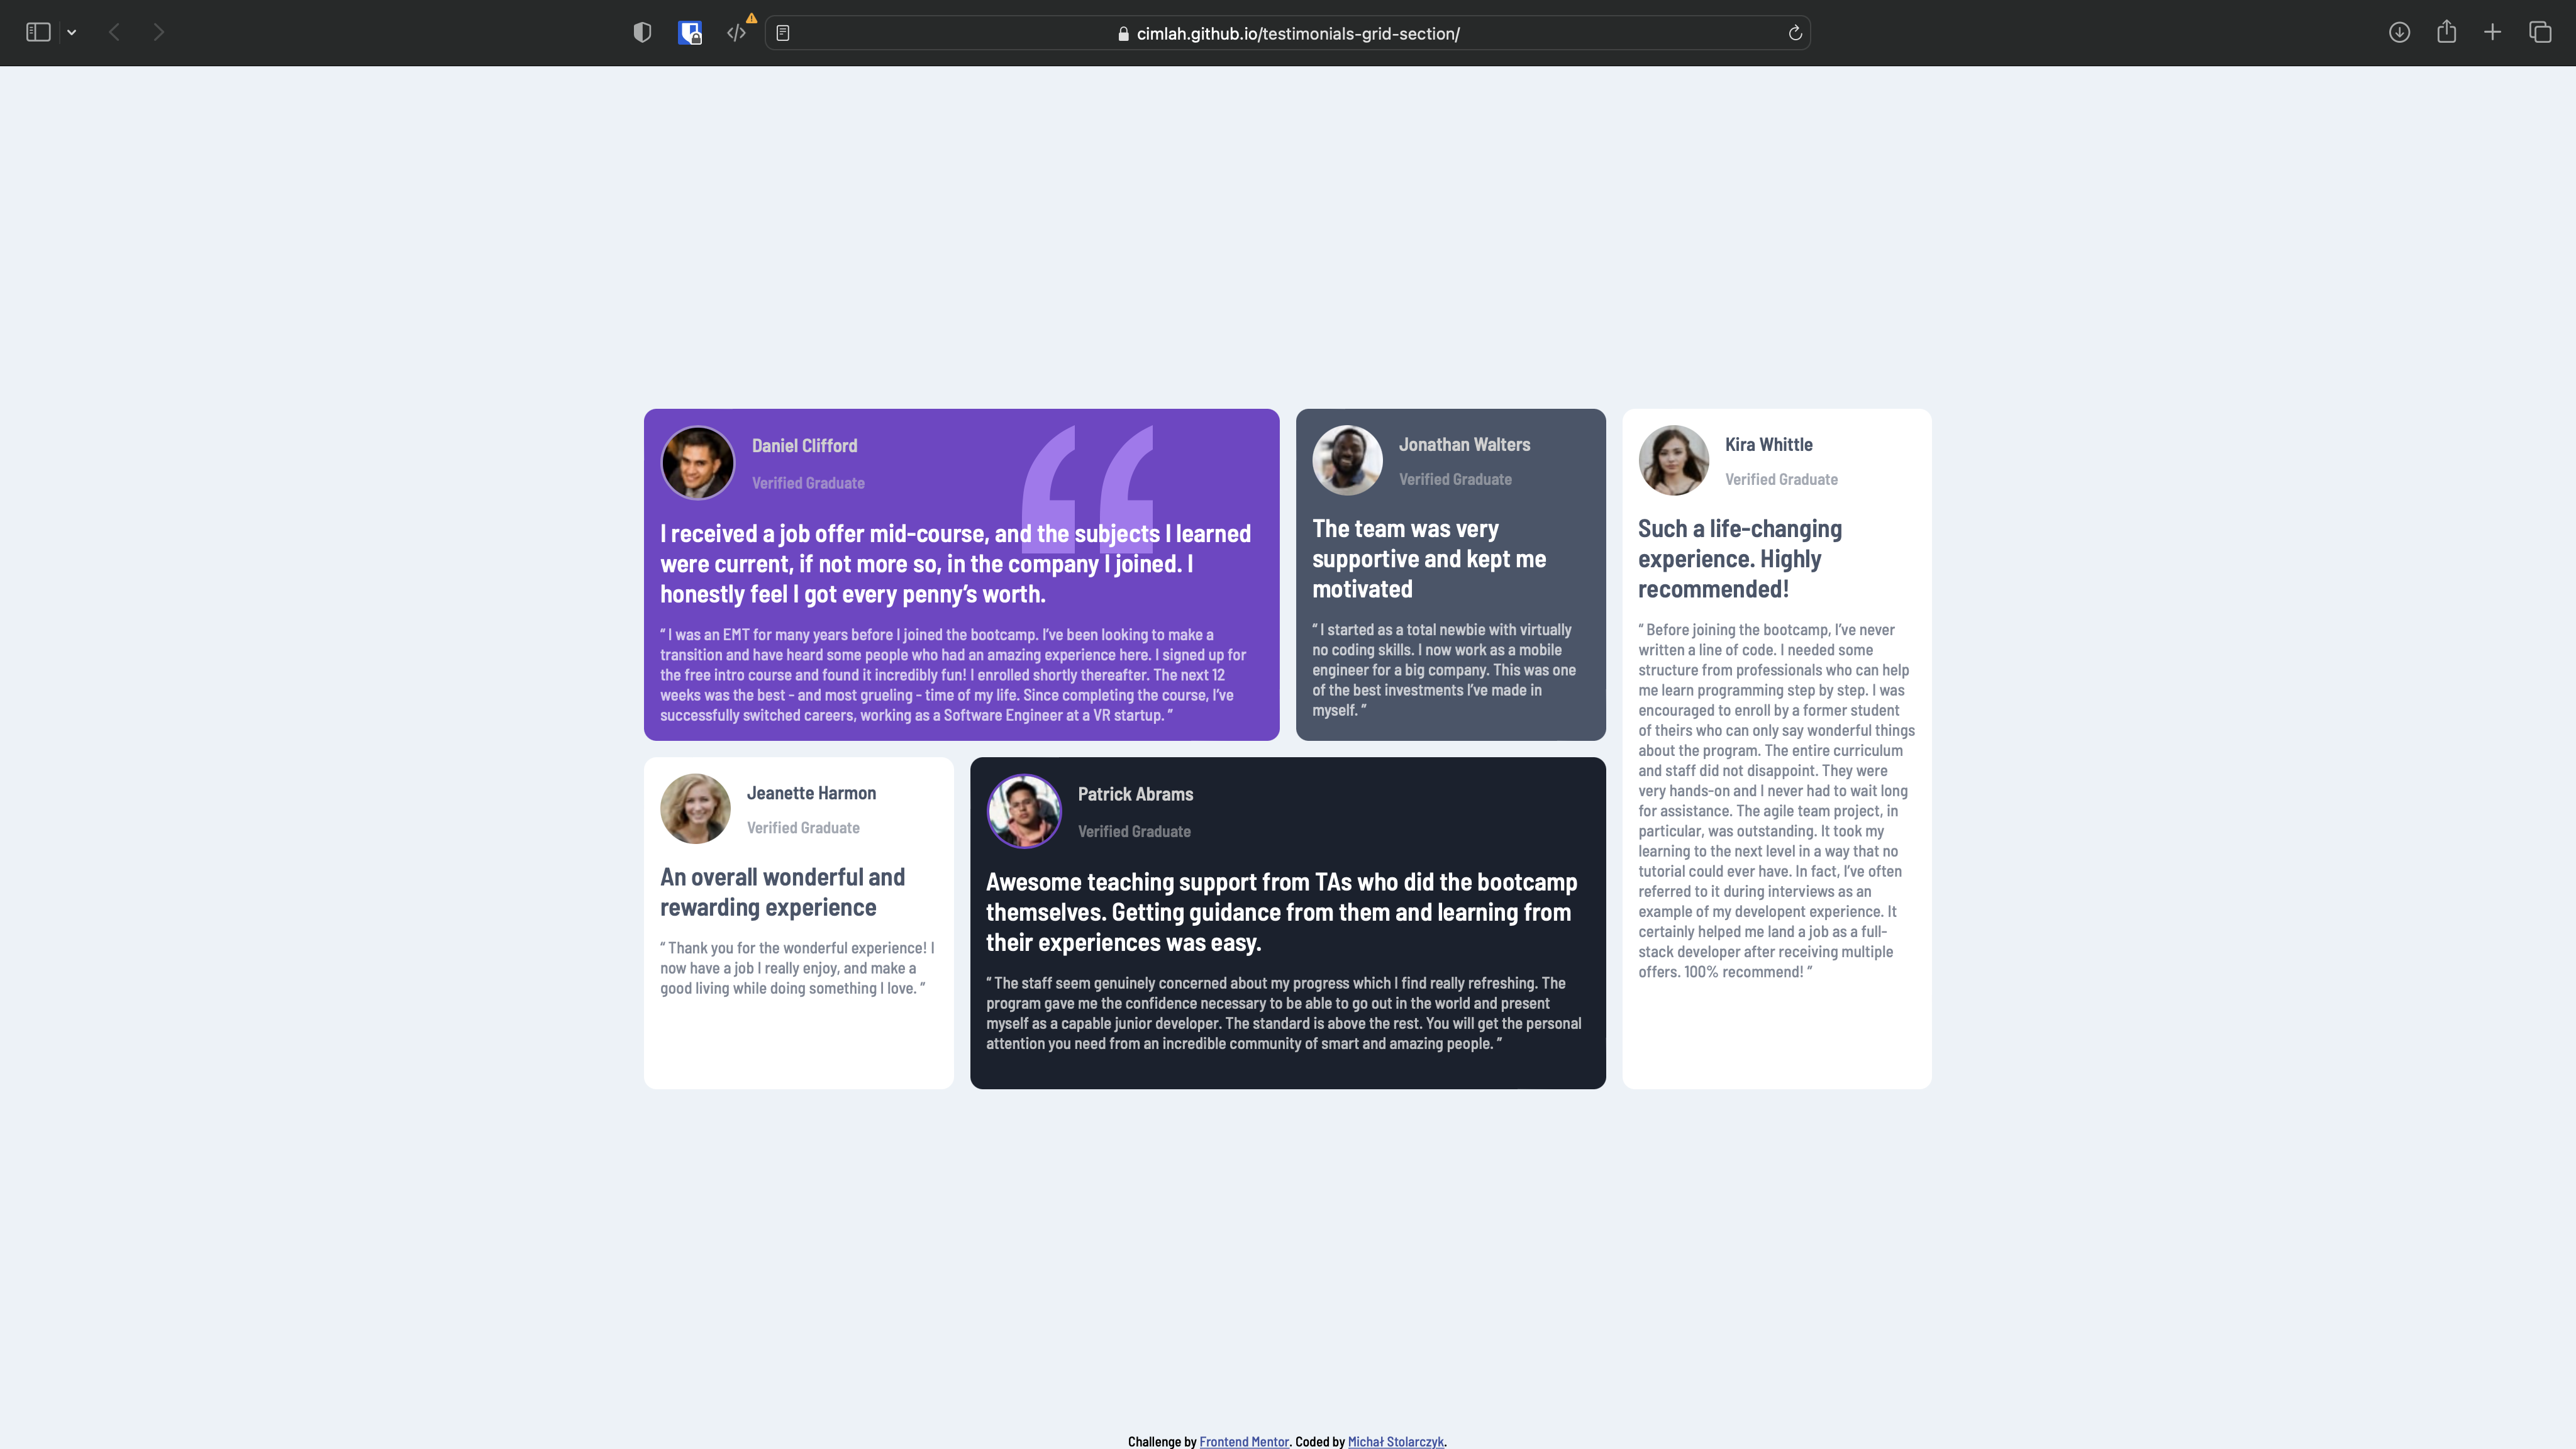 cimlah.github.io/testimonials-grid-section/
Daniel Clifford
Verified Graduate
I received a job offer mid-course, and the subjects I learned
were current, if not more so, in the company I joined. I
honestly feel I got every penny’s worth.
“ I was an EMT for many years before I joined the bootcamp. I’ve been looking to make a
transition and have heard some people who had an amazing experience here. I signed up for
the free intro course and found it incredibly fun! I enrolled shortly thereafter. The next 12
weeks was the best - and most grueling - time of my life. Since completing the course, I’ve
successfully switched careers, working as a Software Engineer at a VR startup. ”
Jonathan Walters
Verified Graduate
The team was very
supportive and kept me
motivated
“ I started as a total newbie with virtually
no coding skills. I now work as a mobile
engineer for a big company. This was one
of the best investments I’ve made in
myself. ”
Kira Whittle
Verified Graduate
Such a life-changing
experience. Highly
recommended!
“ Before joining the bootcamp, I’ve never
written a line of code. I needed some
structure from professionals who can help
me learn programming step by step. I was
encouraged to enroll by a former student
of theirs who can only say wonderful things
about the program. The entire curriculum
and staff did not disappoint. They were
very hands-on and I never had to wait long
for assistance. The agile team project, in
particular, was outstanding. It took my
learning to the next level in a way that no
tutorial could ever have. In fact, I’ve often
referred to it during interviews as an
example of my developent experience. It
certainly helped me land a job as a full-
stack developer after receiving multiple
offers. 100% recommend! ”
Jeanette Harmon
Verified Graduate
An overall wonderful and
rewarding experience
“ Thank you for the wonderful experience! I
now have a job I really enjoy, and make a
good living while doing something I love. ”
Patrick Abrams
Verified Graduate
Awesome teaching support from TAs who did the bootcamp
themselves. Getting guidance from them and learning from
their experiences was easy.
“ The staff seem genuinely concerned about my progress which I find really refreshing. The
program gave me the confidence necessary to be able to go out in the world and present
myself as a capable junior developer. The standard is above the rest. You will get the personal
attention you need from an incredible community of smart and amazing people. ”
Challenge by Frontend Mentor. Coded by Michał Stolarczyk.